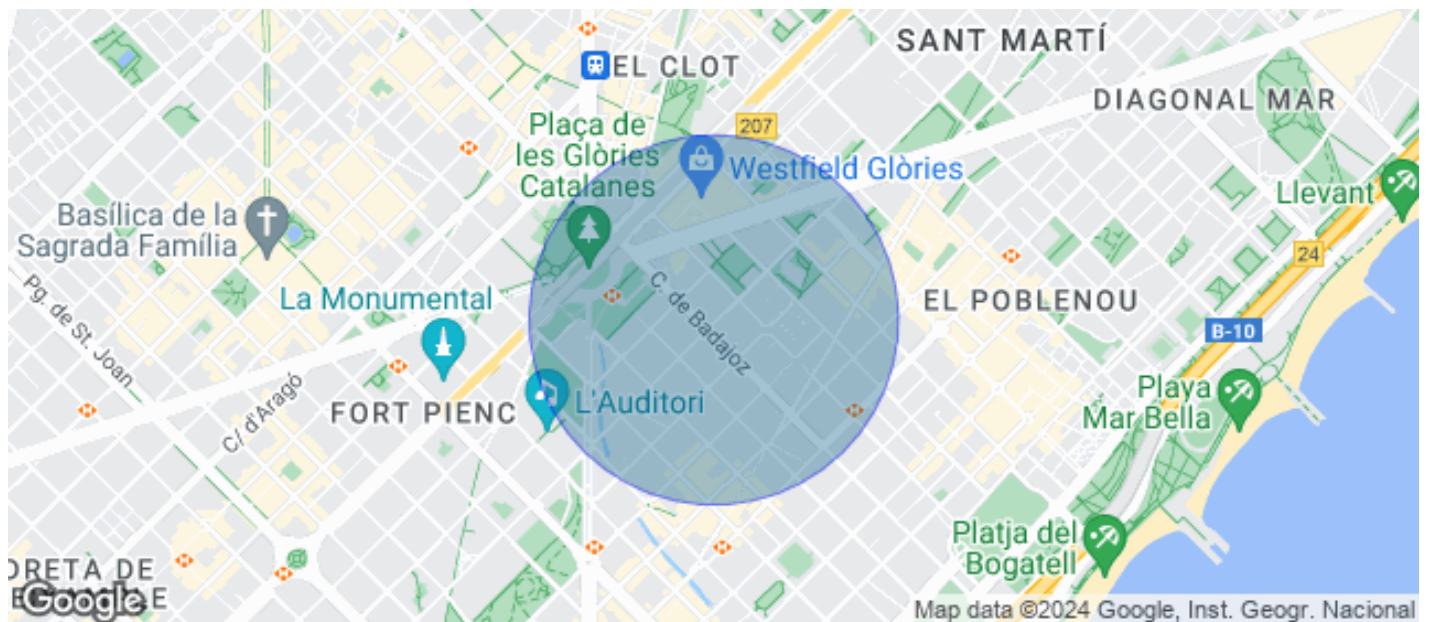 SANT MARTÍ
EL CLOT
DIAGONAL MAR
Plaça de
les Glòries
Catalanes
207
Westfield Glòries
Llevant
Basílica de la
Sagrada Família
24
La Monumental
C. de Badajoz
EL POBLENOU
Pg. de St. Joan
B-10
C/ d'Aragó
FORT PIENC
L'Auditori
Playa
Mar Bella
Platja del
Bogatell
DRETA DE
Google
Map data ©2024 Google, Inst. Geogr. Nacional